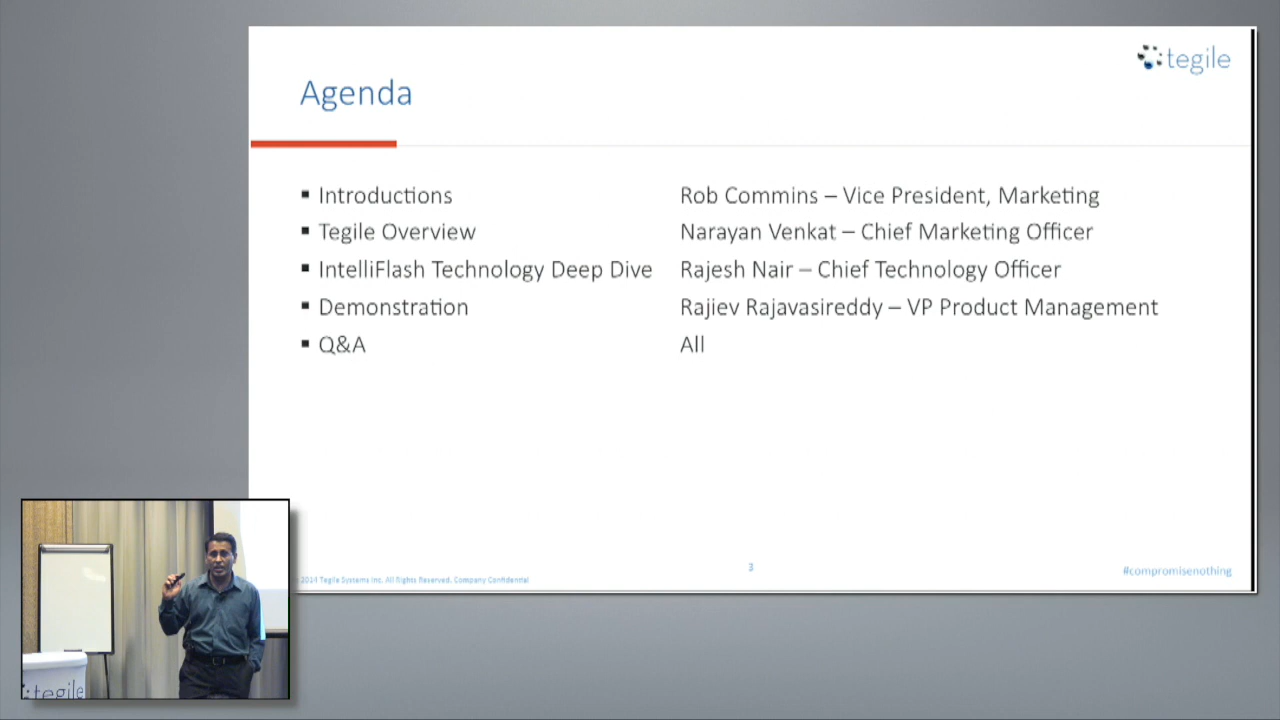 tegile
Agenda
▪ Introductions Rob Commins – Vice President, Marketing
▪ Tegile Overview Narayan Venkat – Chief Marketing Officer
▪ IntelliFlash Technology Deep Dive Rajesh Nair – Chief Technology Officer
▪ Demonstration Rajiev Rajavasireddy – VP Product Management
▪ Q&A All
2014 Tegile Systems Inc. All Rights Reserved. Company Confidential
3
#compromisenothing
tegile